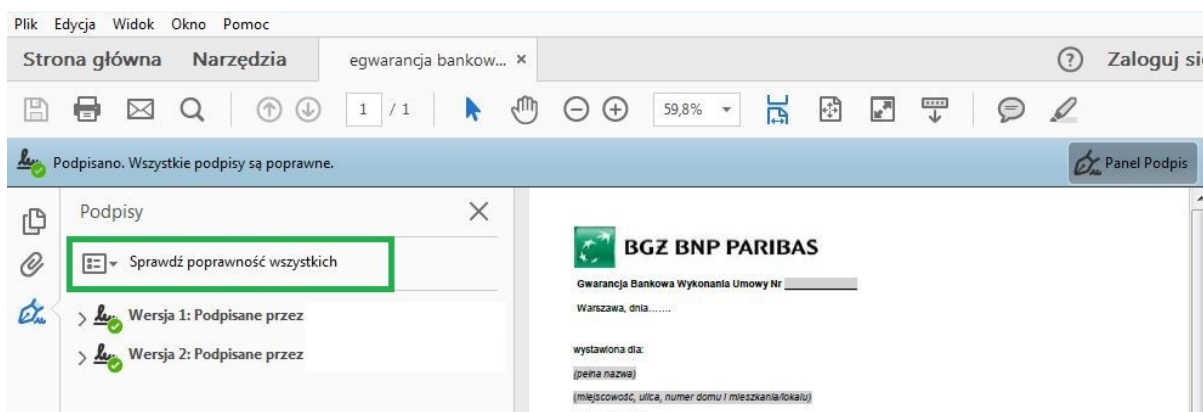 Plik Edycja Widok Okno Pomoc
Strona główna Narzędzia egwarancja bankow... × ? Zaloguj si
1 / 1 59,8%
Podpisano. Wszystkie podpisy są poprawne. Panel Podpis
Podpisy
Sprawdź poprawność wszystkich
Wersja 1: Podpisane przez
Wersja 2: Podpisane przez
BGŻ BNP PARIBAS
Gwarancja Bankowa Wykonania Umowy Nr ____________
Warszawa, dnia…….
wystawiona dla:
(pełna nazwa)
(miejscowość, ulica, numer domu i mieszkania/lokalu)